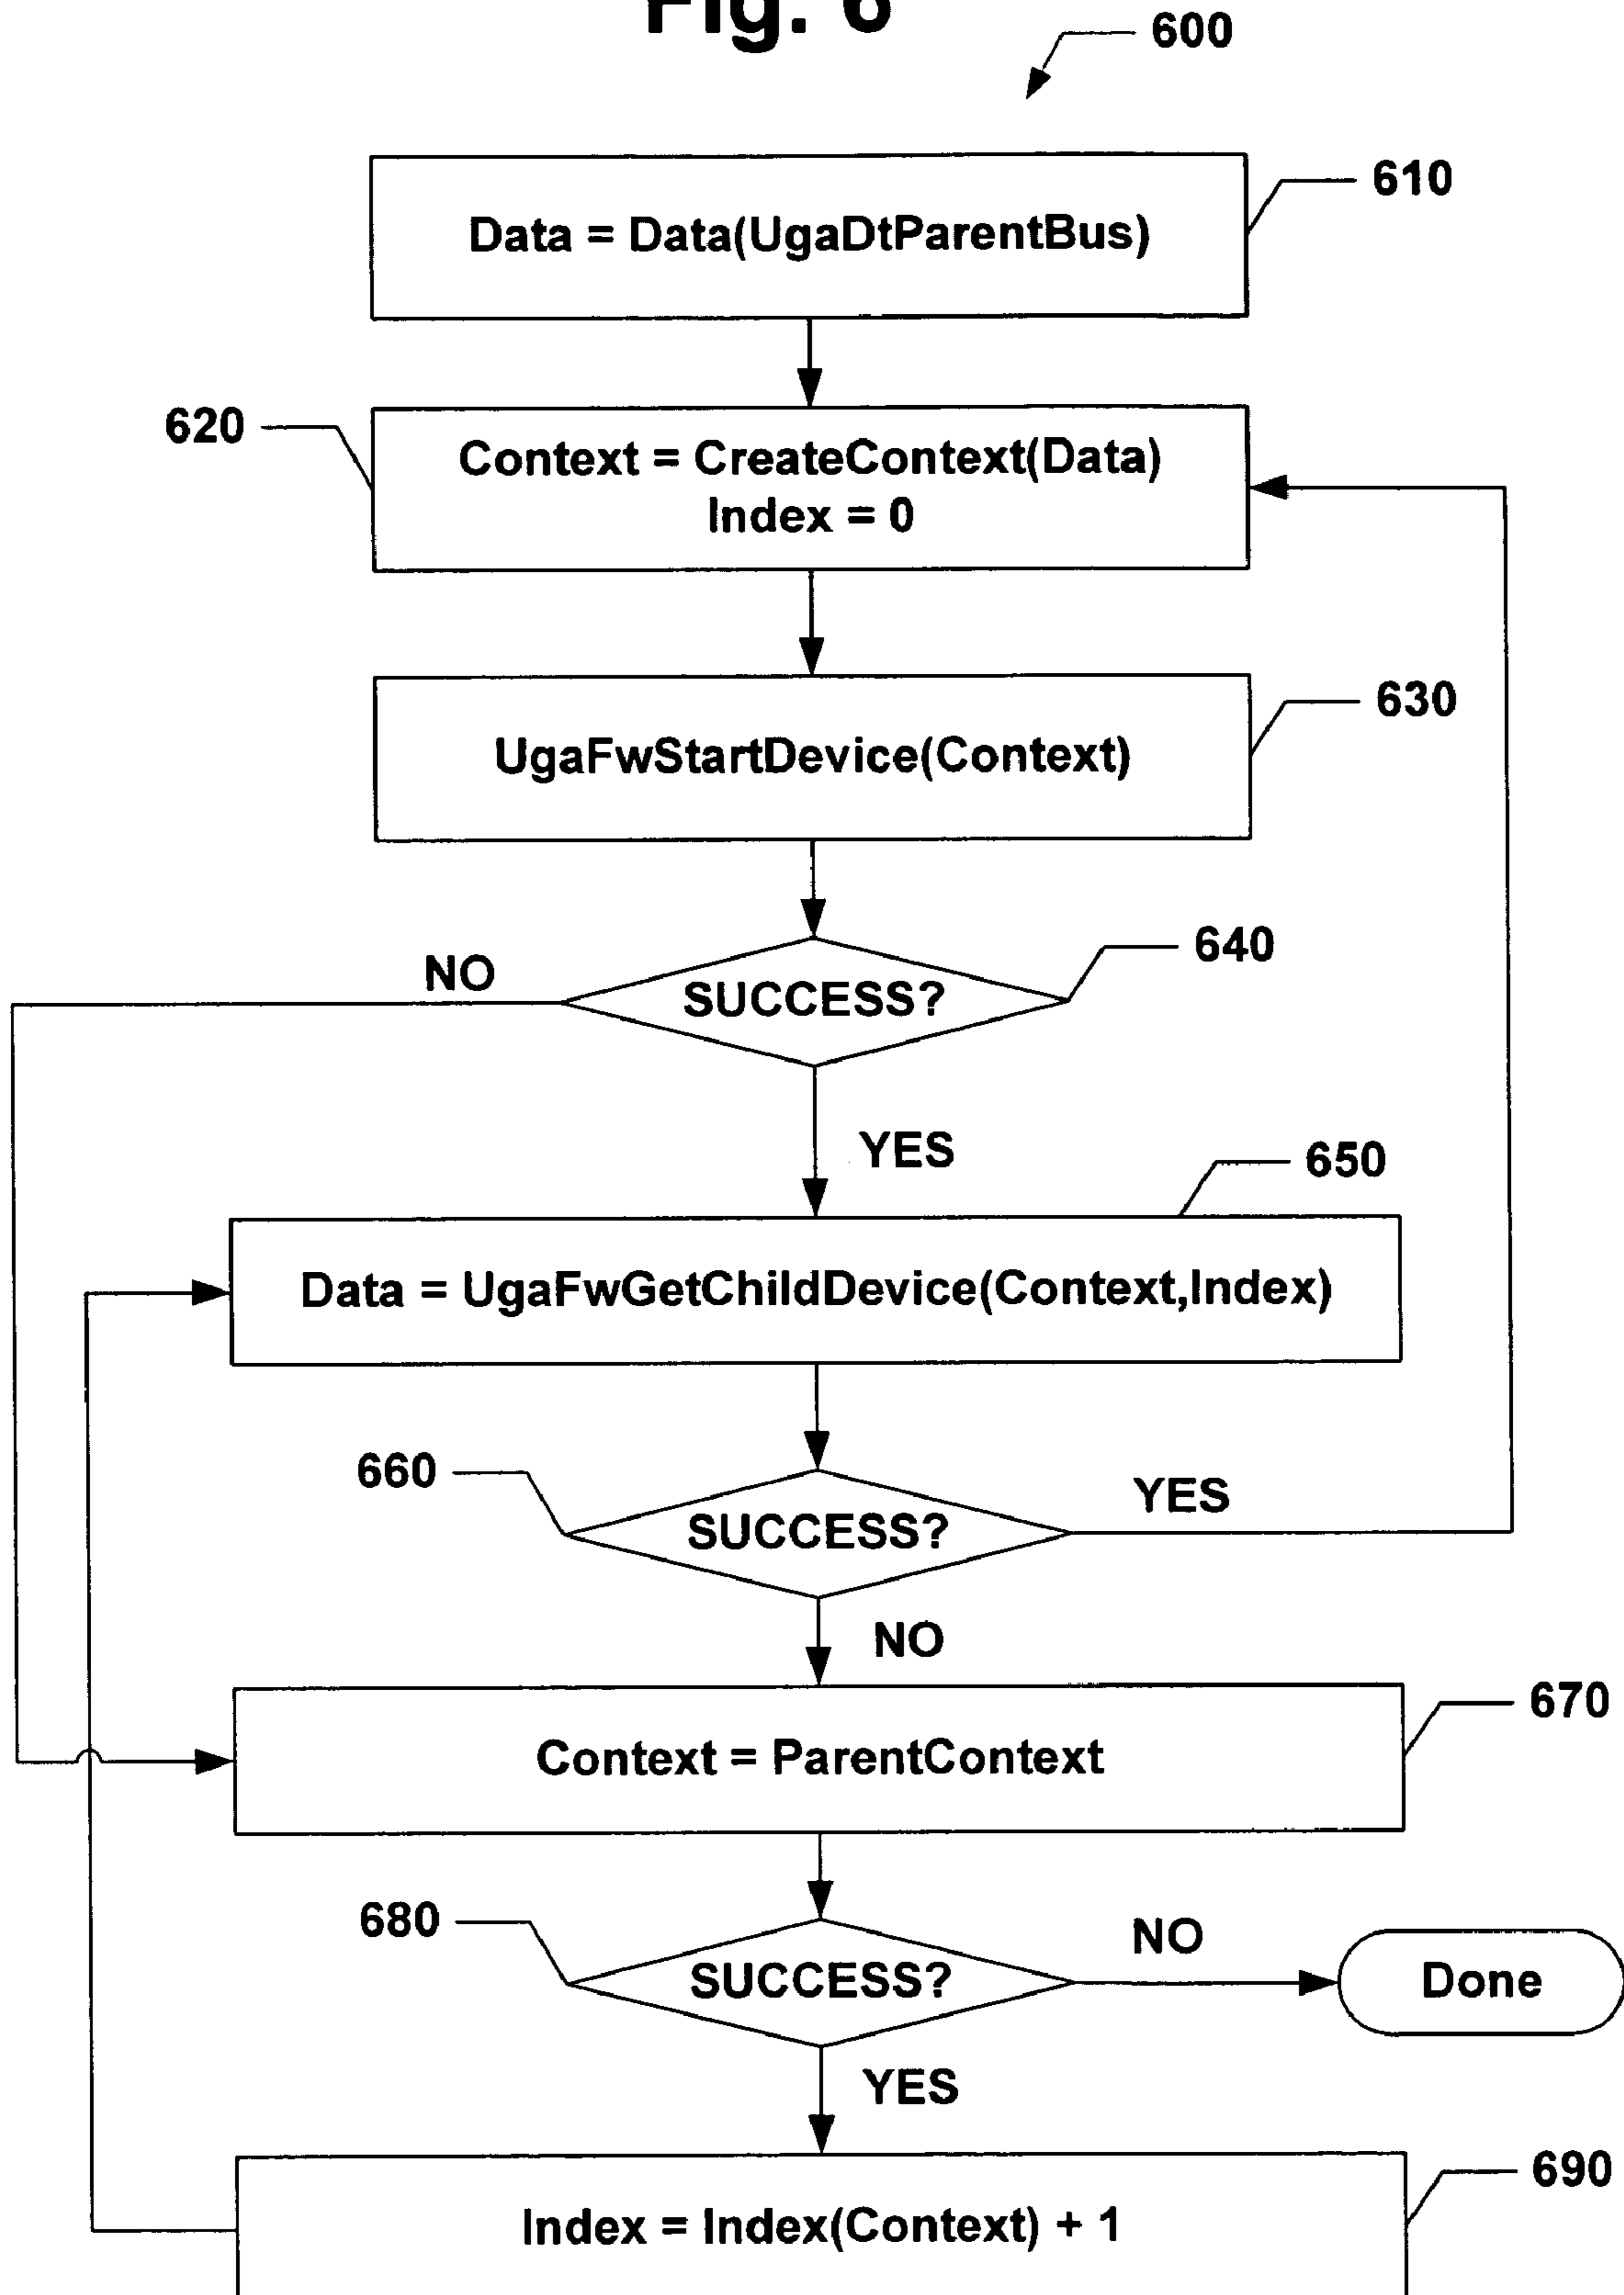 Fig. 6
600
Data = Data(UgaDtParentBus)
610
620
Context = CreateContext(Data)
Index = 0
UgaFwStartDevice(Context)
630
NO
SUCCESS?
640
YES
650
Data = UgaFwGetChildDevice(Context,Index)
660
SUCCESS?
YES
NO
Context = ParentContext
670
680
SUCCESS?
NO
Done
YES
Index = Index(Context) + 1
690